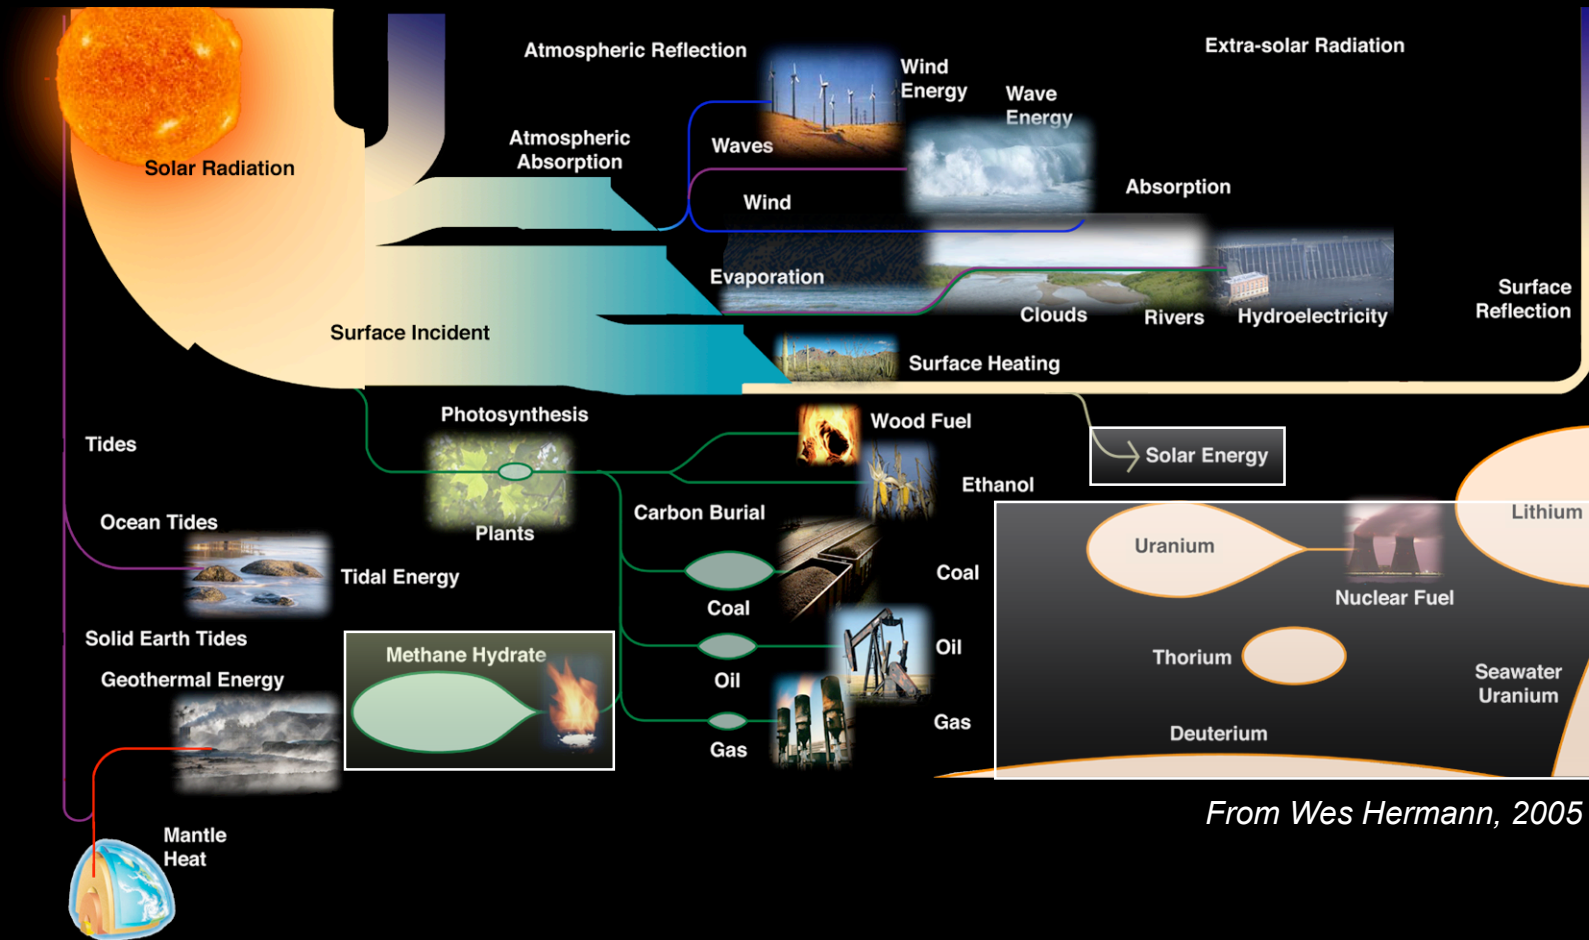 Solar Radiation
Atmospheric Reflection
Extra-solar Radiation
Wind
Energy
Wave
Energy
Atmospheric
Absorption
Waves
Wind
Absorption
Evaporation
Clouds
Rivers
Hydroelectricity
Surface
Reflection
Surface Incident
Surface Heating
Photosynthesis
Plants
Wood Fuel
Ethanol
Solar Energy
Tides
Ocean Tides
Tidal Energy
Carbon Burial
Coal
Coal
Uranium
Nuclear Fuel
Lithium
Solid Earth Tides
Geothermal Energy
Methane Hydrate
Oil
Oil
Gas
Gas
Thorium
Seawater
Uranium
Deuterium
From Wes Hermann, 2005
Mantle
Heat